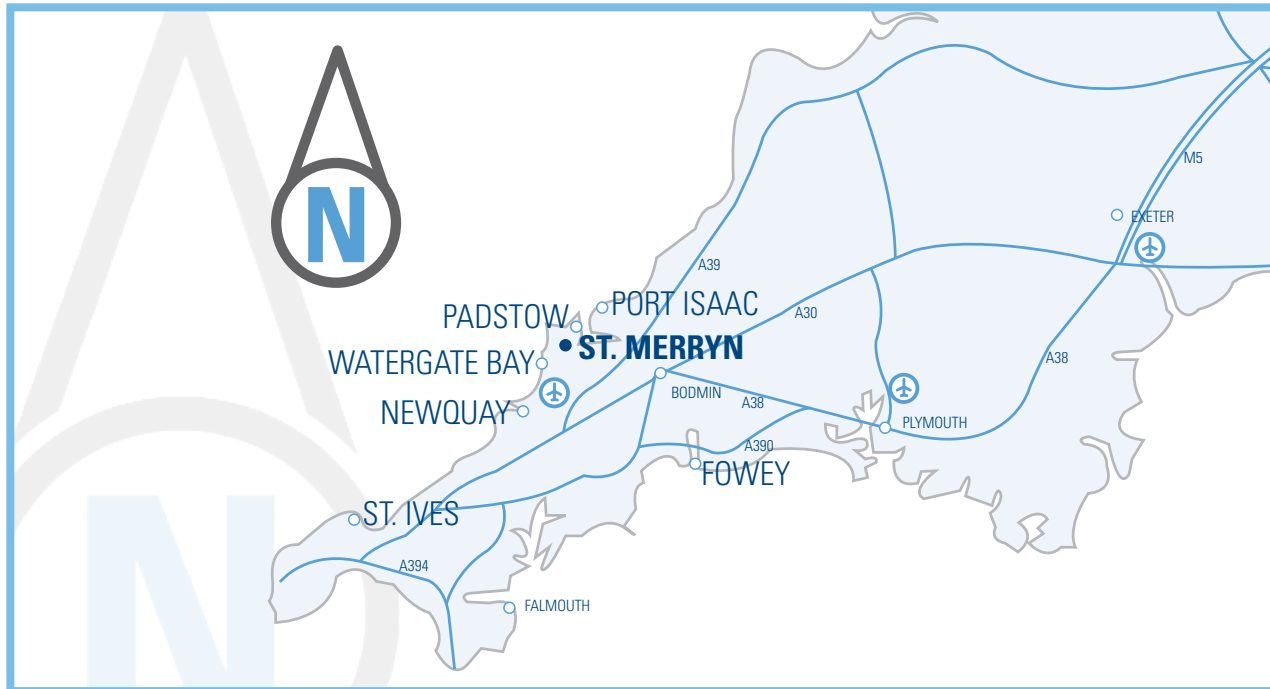 N
N
M5
EXETER
A39
PORT ISAAC
PADSTOW
A30
ST. MERRYN
WATERGATE BAY
A38
BODMIN
A38
NEWQUAY
PLYMOUTH
A390
FOWEY
ST. IVES
A394
FALMOUTH